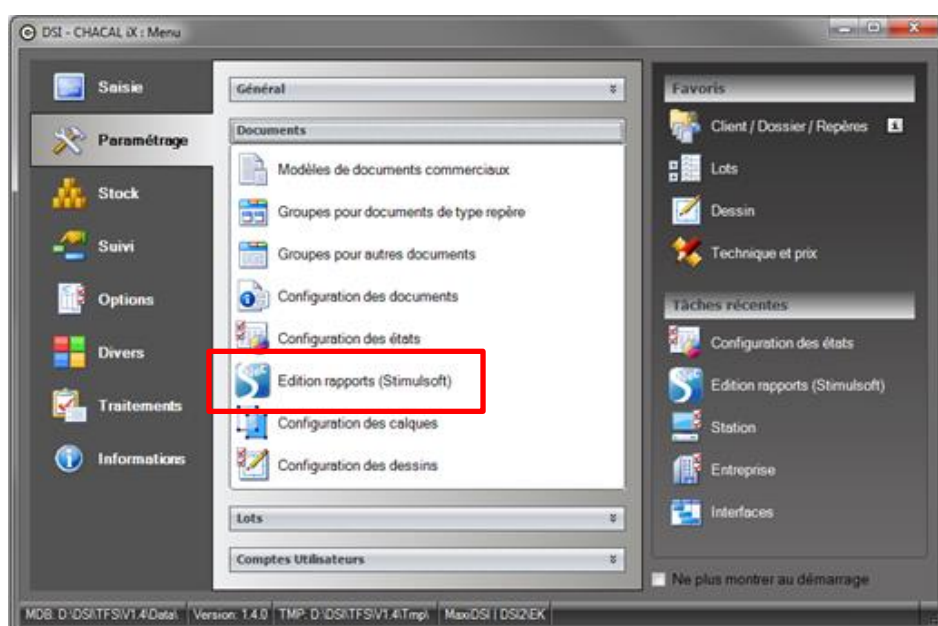 DSI - CHACAL iX : Menu
Saisie
Paramétrage
Stock
Suivi
Options
Divers
Traitements
Informations
Général
Documents
Modèles de documents commerciaux
Groupes pour documents de type repère
Groupes pour autres documents
Configuration des documents
Configuration des états
Edition rapports (Stimulsoft)
Configuration des calques
Configuration des dessins
Lots
Comptes Utilisateurs
Favoris
Client / Dossier / Repères
Lots
Dessin
Technique et prix
Tâches récentes
Configuration des états
Edition rapports (Stimulsoft)
Station
Entreprise
Interfaces
Ne plus montrer au démarrage
MDB: D:\DSI\TFS\V1.4\Data\ Version: 1.4.0 TMP: D:\DSI\TFS\V1.4\Tmp\ MaxiDSI | DSI2\EK